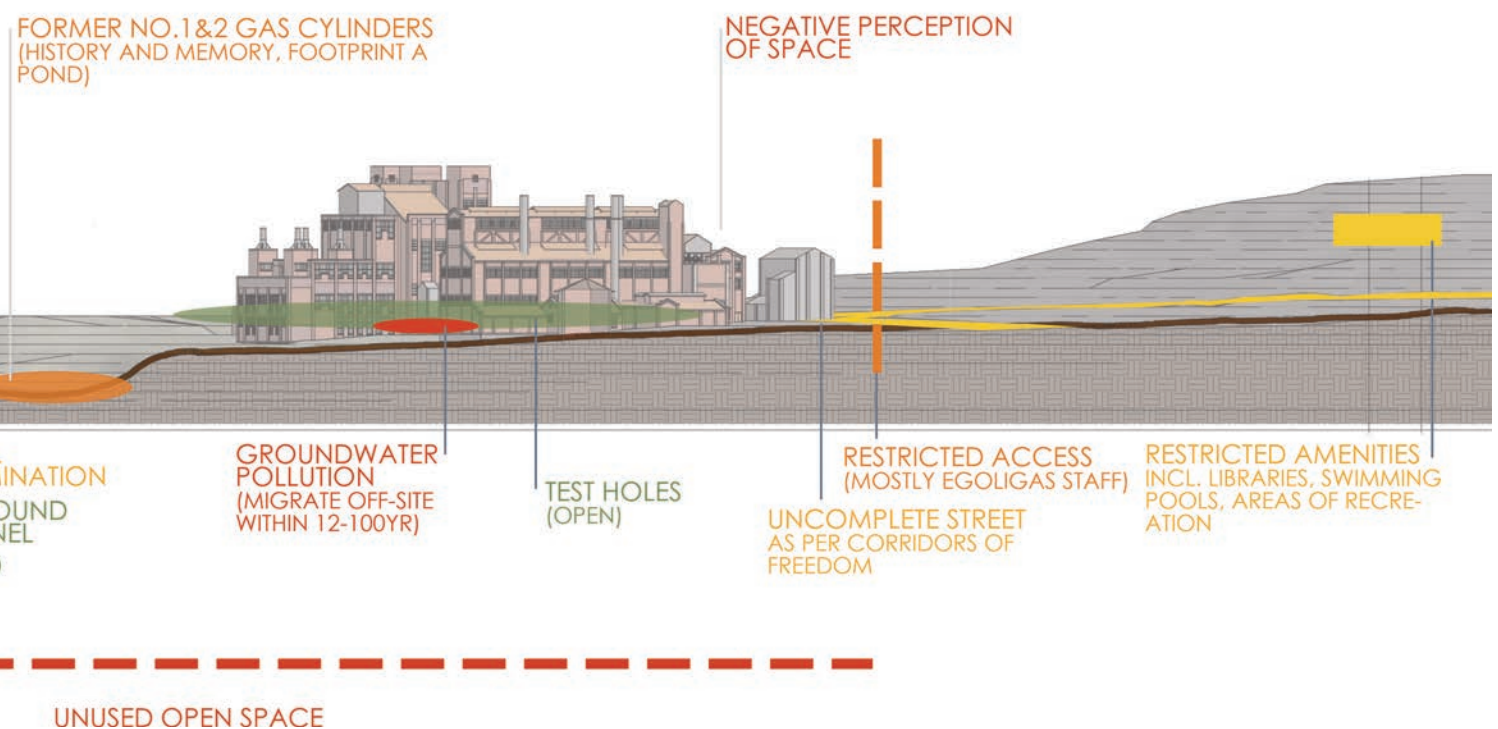 FORMER NO.1&2 GAS CYLINDERS
(HISTORY AND MEMORY, FOOTPRINT A
POND)
NEGATIVE PERCEPTION
OF SPACE
MINATION
OUND
NEL
)
GROUNDWATER
POLLUTION
(MIGRATE OFF-SITE
WITHIN 12-100YR)
TEST HOLES
(OPEN)
UNCOMPLETE STREET
AS PER CORRIDORS OF
FREEDOM
RESTRICTED ACCESS
(MOSTLY EGOLIGAS STAFF)
RESTRICTED AMENITIES
INCL. LIBRARIES, SWIMMING
POOLS, AREAS OF RECRE-
ATION
UNUSED OPEN SPACE